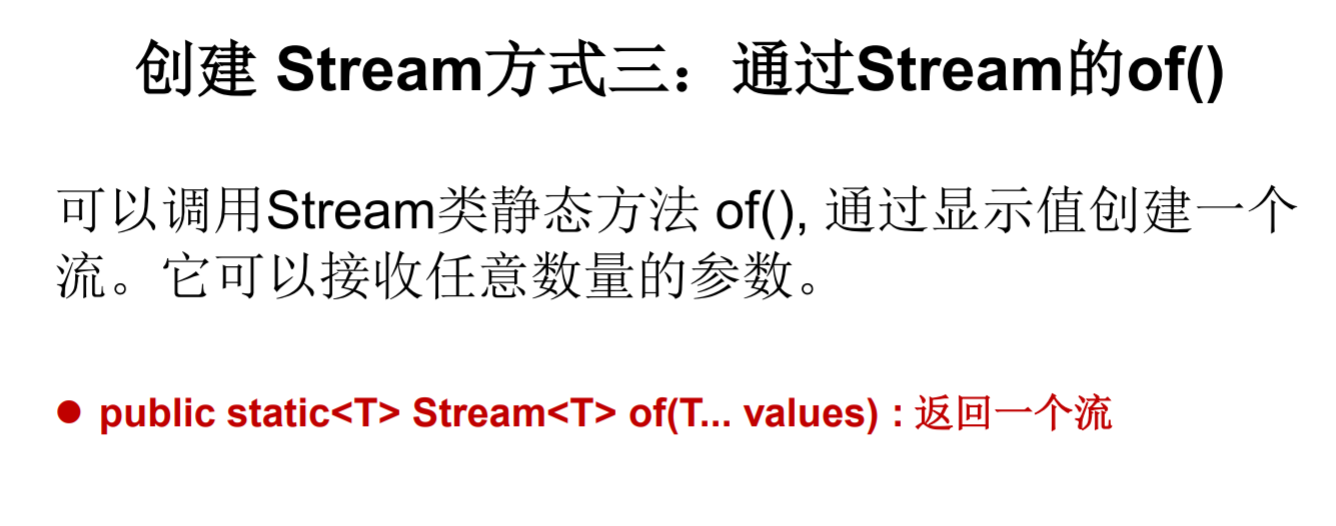 创建 Stream方式三：通过Stream的of()
可以调用Stream类静态方法 of(), 通过显示值创建一个
流。它可以接收任意数量的参数。
● public static<T> Stream<T> of(T... values) : 返回一个流